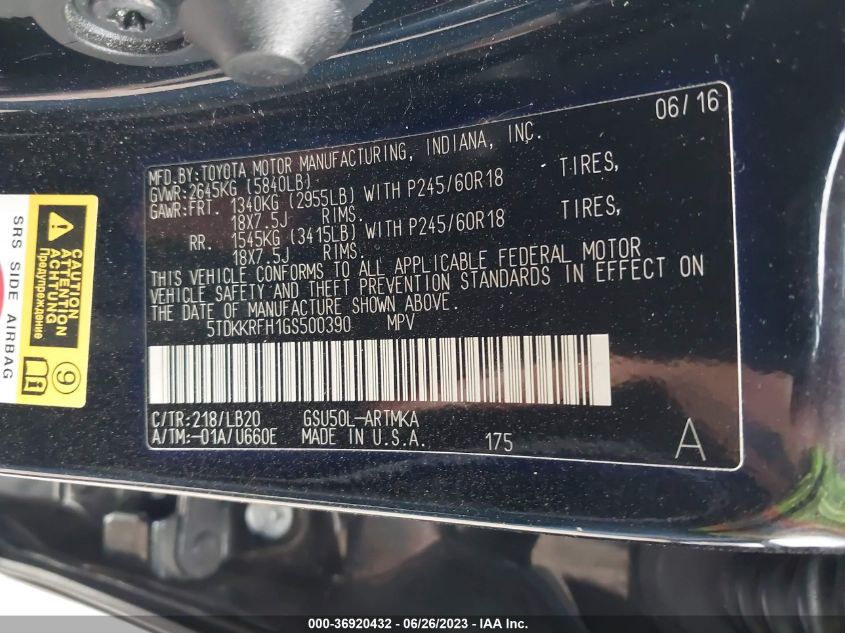 06/16
MFD.BY:TOYOTA MOTOR MANUFACTURING, INDIANA, INC.
GVWR:2645KG (5840LB)
GAWR:FRT. 1340KG (2955LB) WITH P245/60R18 TIRES,
18X7.5J RIMS.
RR. 1545KG (3415LB) WITH P245/60R18 TIRES,
18X7.5J RIMS.
THIS VEHICLE CONFORMS TO ALL APPLICABLE FEDERAL MOTOR
VEHICLE SAFETY AND THEFT PREVENTION STANDARDS IN EFFECT ON
THE DATE OF MANUFACTURE SHOWN ABOVE.
5TDKKRFH1GS500390 MPV
C/TR:218/LB20 GSU50L-ARTMKA
A/TM:-01A/U660E MADE IN U.S.A. 175 A
SRS SIDE AIRBAG
CAUTION
ATTENTION
ACHTUNG
Предупреждение
9
000-36920432 - 06/26/2023 - IAA Inc.